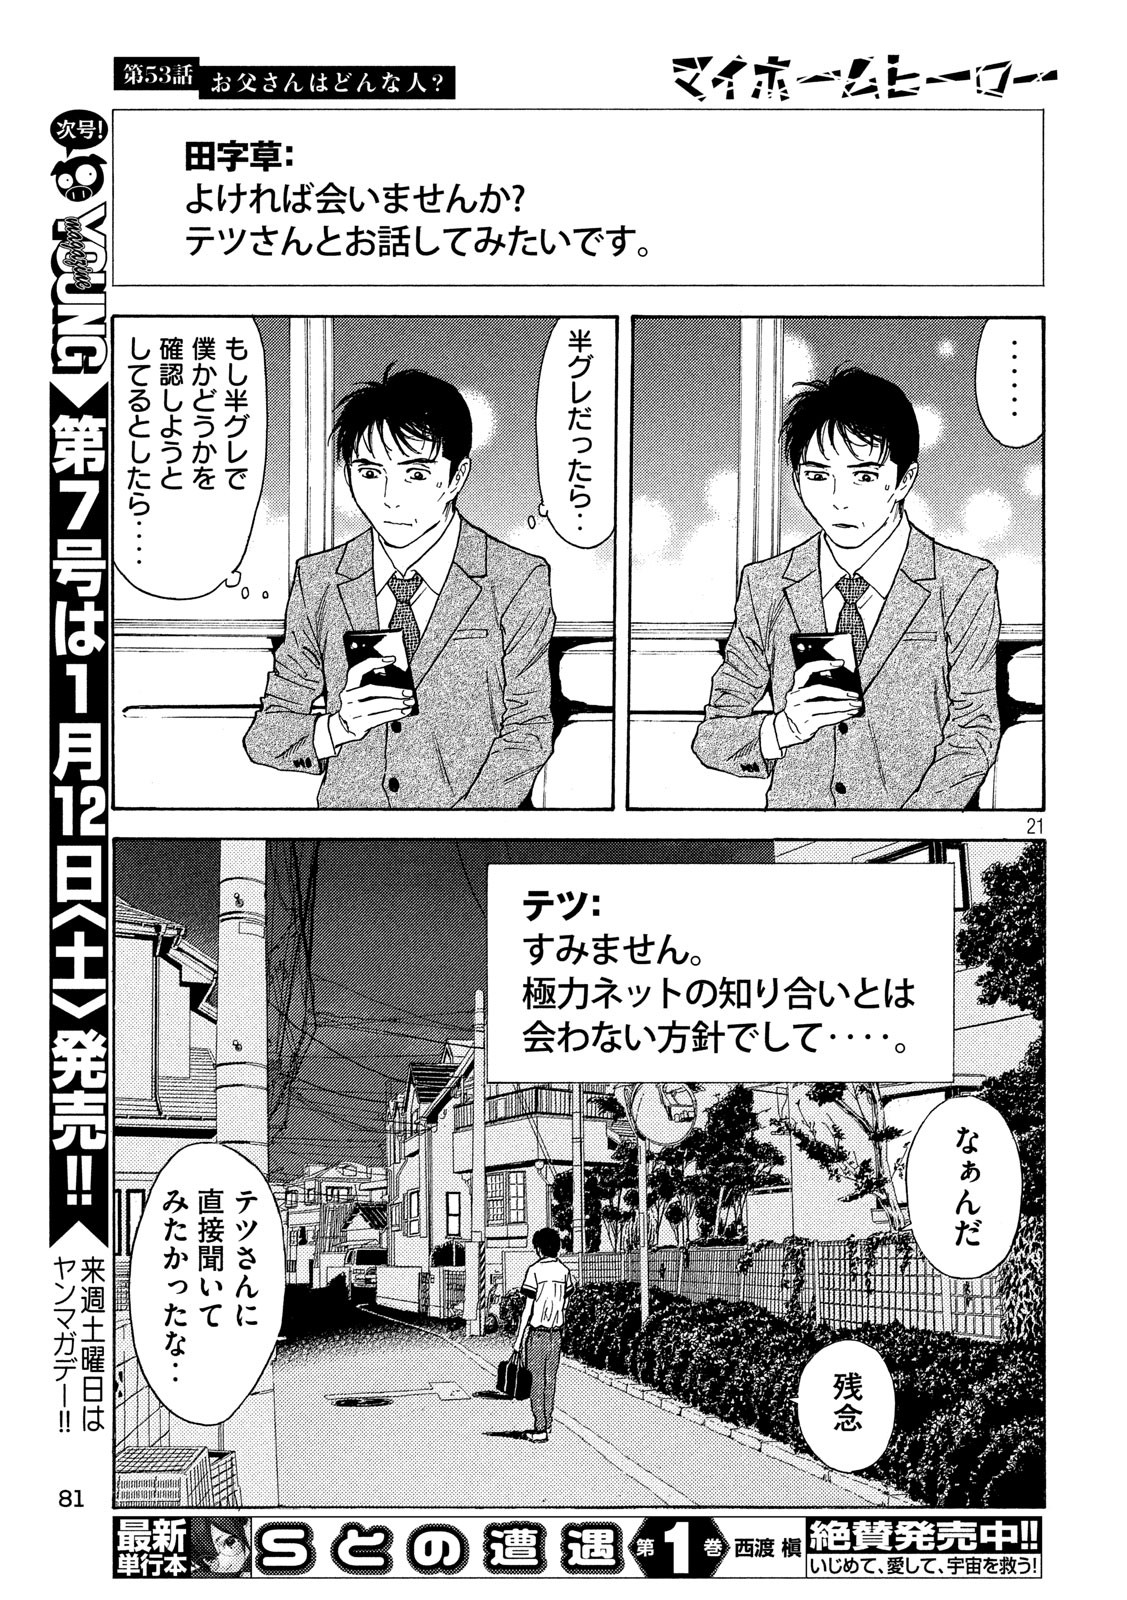 第53話
お父さんはどんな人?
マイホームヒーロー
田字草:
よければ会いませんか?
テツさんとお話してみたいです。
‥‥‥
半グレだったら‥
もし半グレで
僕かどうかを
確認しようと
してるとしたら‥‥
21
テツ:
すみません。
極力ネットの知り合いとは
会わない方針でして‥‥。
なぁんだ
残念
テツさんに
直接聞いて
みたかったな‥
次号!
YOUNG
magazine
第7号は1月12日〈土〉発売!!
来週土曜日は
ヤンマガデー!!
81
最新
単行本
Sとの遭遇
第1巻
西渡 槇
絶賛発売中!!
いじめて、愛して、宇宙を救う!